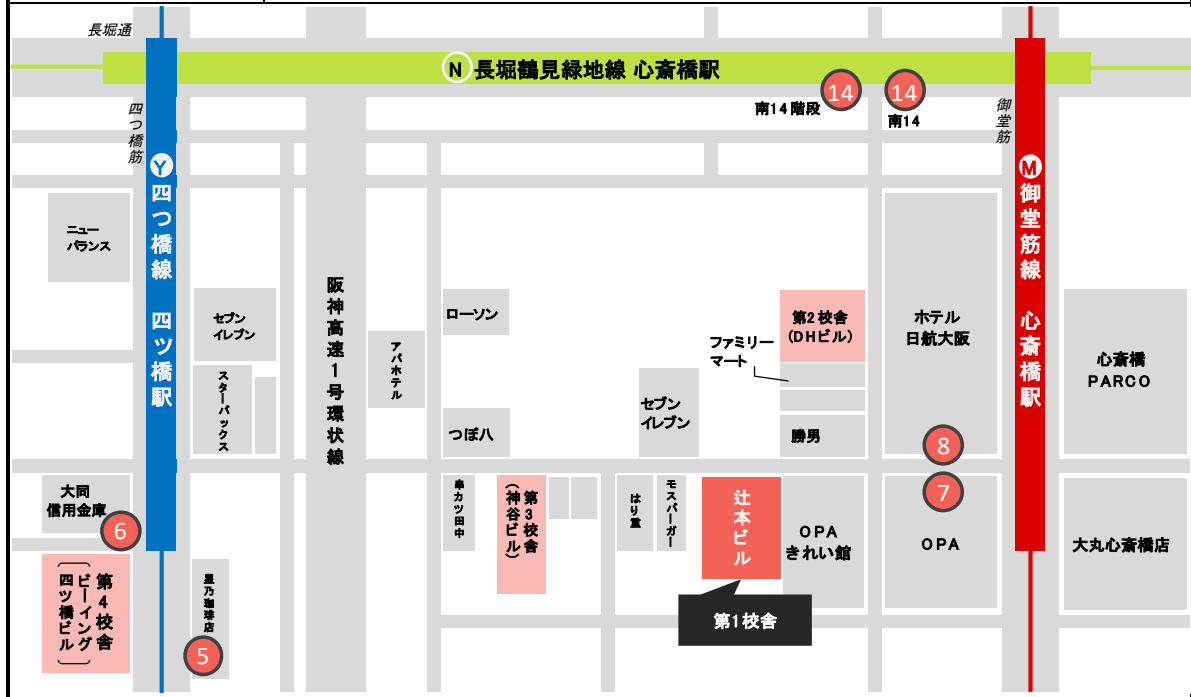 長堀通
N 長堀鶴見緑地線 心斎橋駅
南14階段
14
14
南14
四つ橋筋
御堂筋
Y 四つ橋線 四ツ橋駅
M 御堂筋線 心斎橋駅
ニュー
バランス
セブン
イレブン
スターバックス
阪神高速1号環状線
アパホテル
ローソン
つぼ八
セブン
イレブン
ファミリー
マート
第2校舎
(DHビル)
勝男
ホテル
日航大阪
心斎橋
PARCO
8
7
大同
信用金庫
6
第4校舎
(ビーイング
四ツ橋ビル)
星乃珈琲店
5
串カツ田中
第3校舎
(神谷ビル)
はり重
モスバーガー
辻本ビル
第1校舎
OPA
きれい館
OPA
大丸心斎橋店